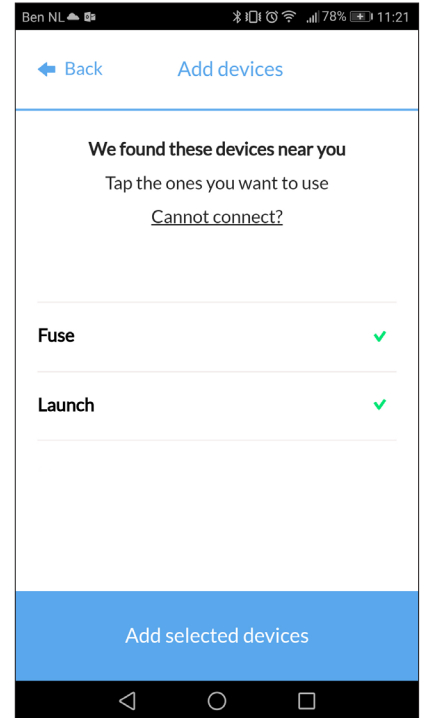 Ben NL 78% 11:21
Back Add devices
We found these devices near you
Tap the ones you want to use
Cannot connect?
Fuse
Launch
Add selected devices